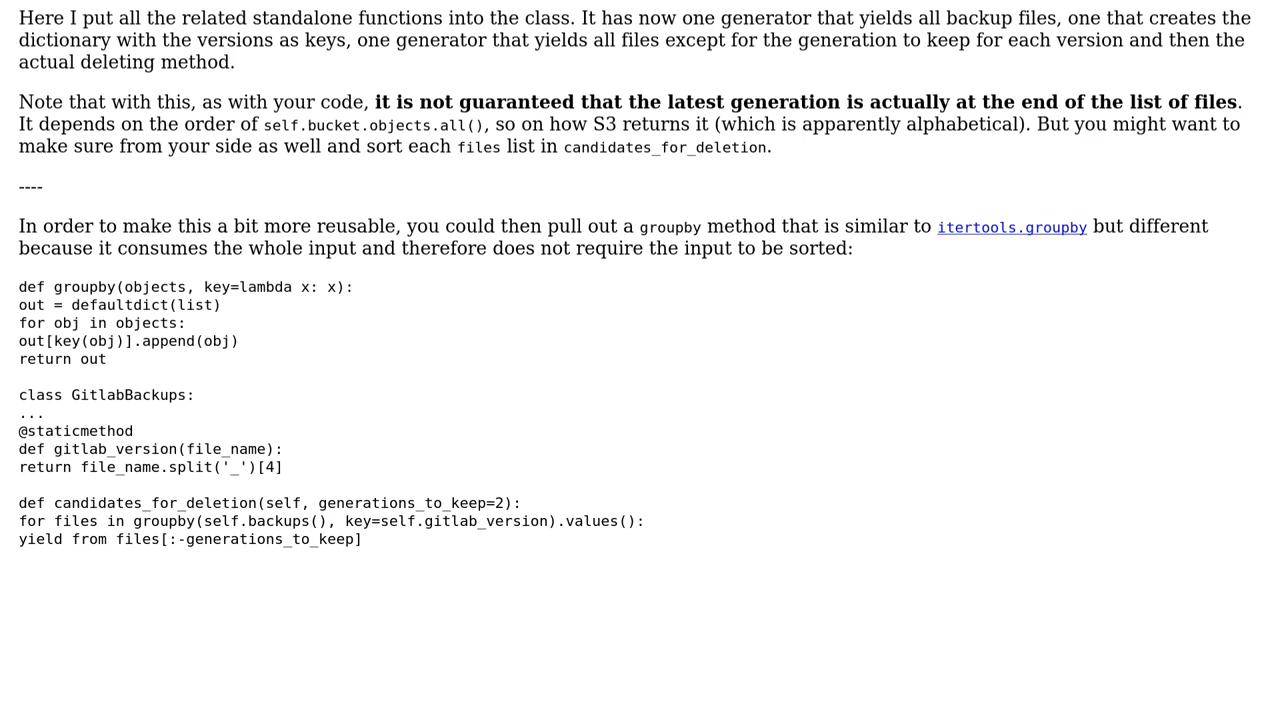 Here I put all the related standalone functions into the class. It has now one generator that yields all backup files, one that creates the
dictionary with the versions as keys, one generator that yields all files except for the generation to keep for each version and then the
actual deleting method.
Note that with this, as with your code, it is not guaranteed that the latest generation is actually at the end of the list of files.
It depends on the order of self.bucket.objects.all(), so on how S3 returns it (which is apparently alphabetical). But you might want to
make sure from your side as well and sort each files list in candidates_for_deletion.
----
In order to make this a bit more reusable, you could then pull out a groupby method that is similar to itertools.groupby but different
because it consumes the whole input and therefore does not require the input to be sorted:
def groupby(objects, key=lambda x: x):
out = defaultdict(list)
for obj in objects:
out[key(obj)].append(obj)
return out
class GitlabBackups:
...
@staticmethod
def gitlab_version(file_name):
return file_name.split('_')[4]
def candidates_for_deletion(self, generations_to_keep=2):
for files in groupby(self.backups(), key=self.gitlab_version).values():
yield from files[:-generations_to_keep]